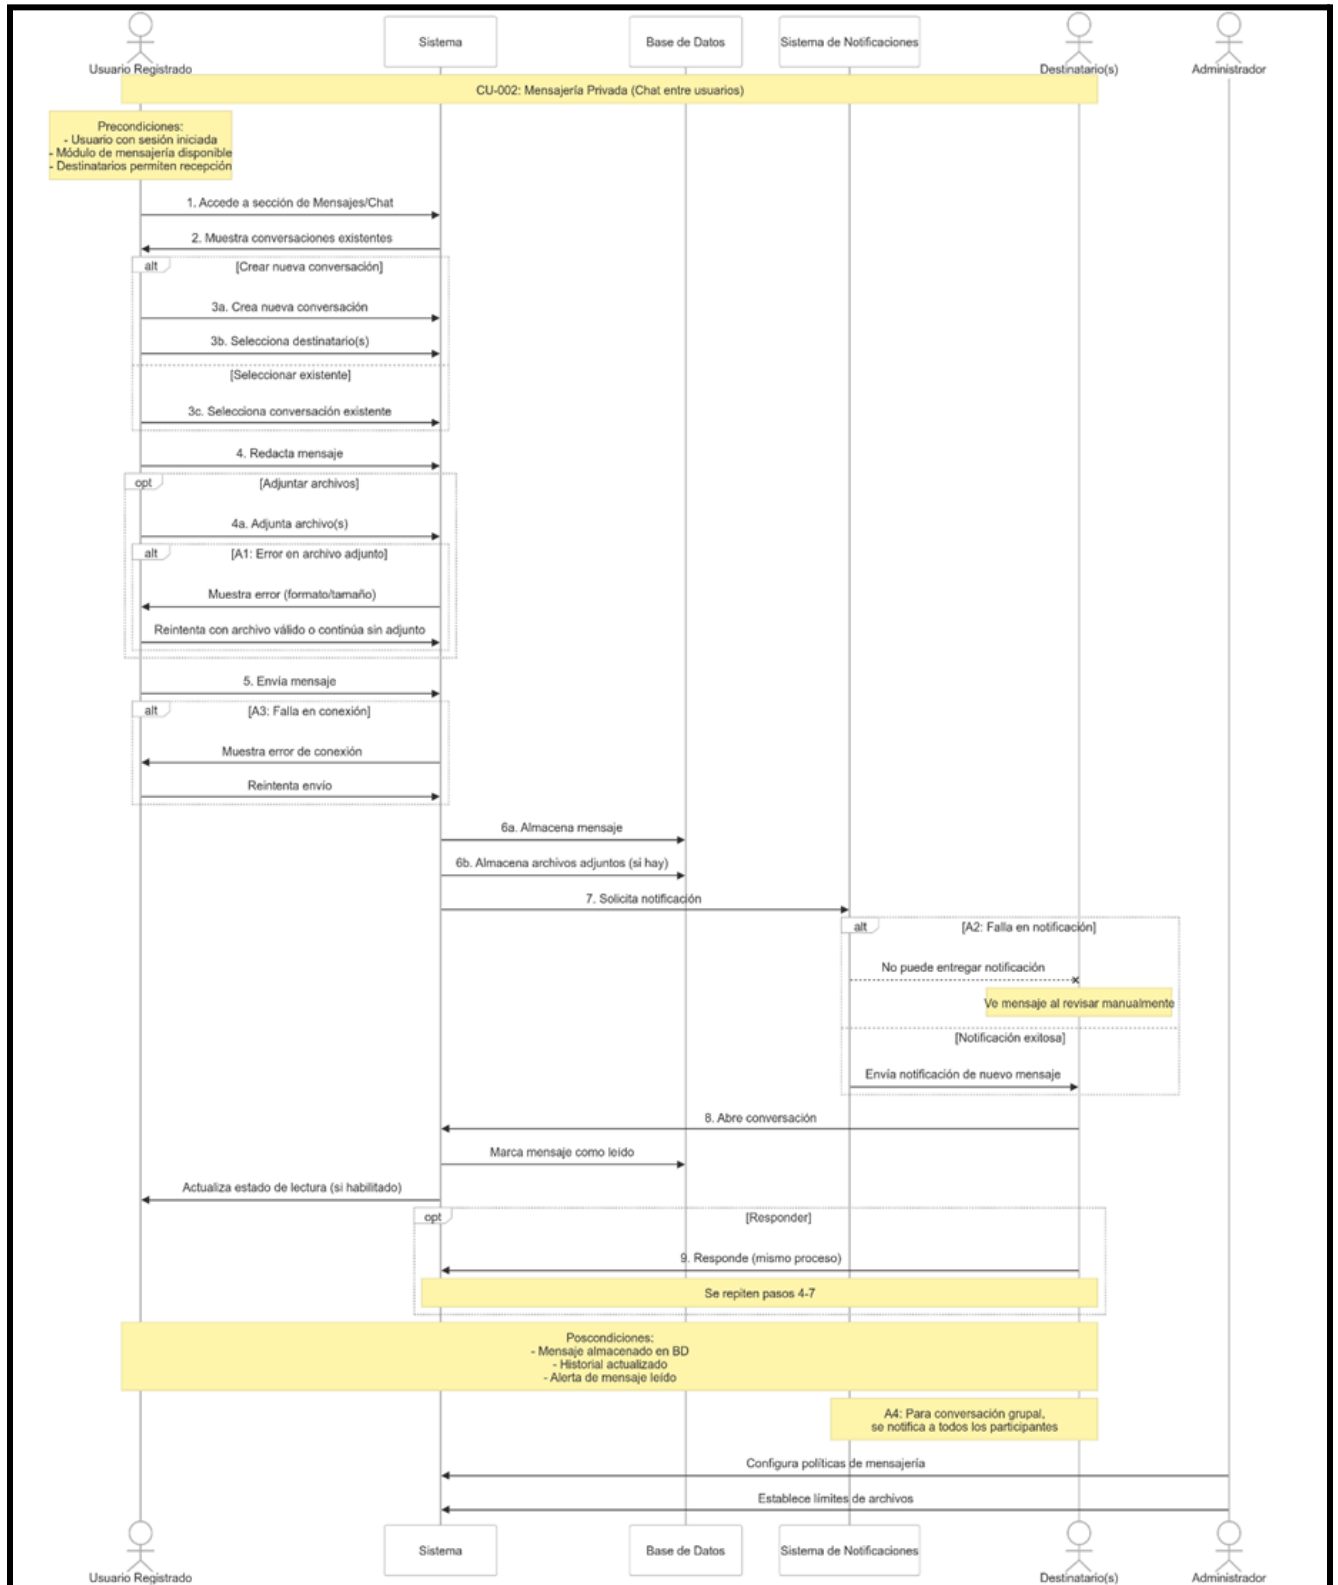 Usuario Registrado
Sistema
Base de Datos
Sistema de Notificaciones
Destinatario(s)
Administrador
CU-002: Mensajería Privada (Chat entre usuarios)
Precondiciones:
- Usuario con sesión iniciada
- Módulo de mensajería disponible
- Destinatarios permiten recepción
1. Accede a sección de Mensajes/Chat
2. Muestra conversaciones existentes
alt
[Crear nueva conversación]
3a. Crea nueva conversación
3b. Selecciona destinatario(s)
[Seleccionar existente]
3c. Selecciona conversación existente
4. Redacta mensaje
opt
[Adjuntar archivos]
4a. Adjunta archivo(s)
alt
[A1: Error en archivo adjunto]
Muestra error (formato/tamaño)
Reintenta con archivo válido o continúa sin adjunto
5. Envía mensaje
alt
[A3: Falla en conexión]
Muestra error de conexión
Reintenta envío
6a. Almacena mensaje
6b. Almacena archivos adjuntos (si hay)
7. Solicita notificación
alt
[A2: Falla en notificación]
No puede entregar notificación
Ve mensaje al revisar manualmente
[Notificación exitosa]
Envía notificación de nuevo mensaje
8. Abre conversación
Marca mensaje como leído
Actualiza estado de lectura (si habilitado)
opt
[Responder]
9. Responde (mismo proceso)
Se repiten pasos 4-7
Poscondiciones:
- Mensaje almacenado en BD
- Historial actualizado
- Alerta de mensaje leído
A4: Para conversación grupal,
se notifica a todos los participantes
Configura políticas de mensajería
Establece límites de archivos
Usuario Registrado
Sistema
Base de Datos
Sistema de Notificaciones
Destinatario(s)
Administrador